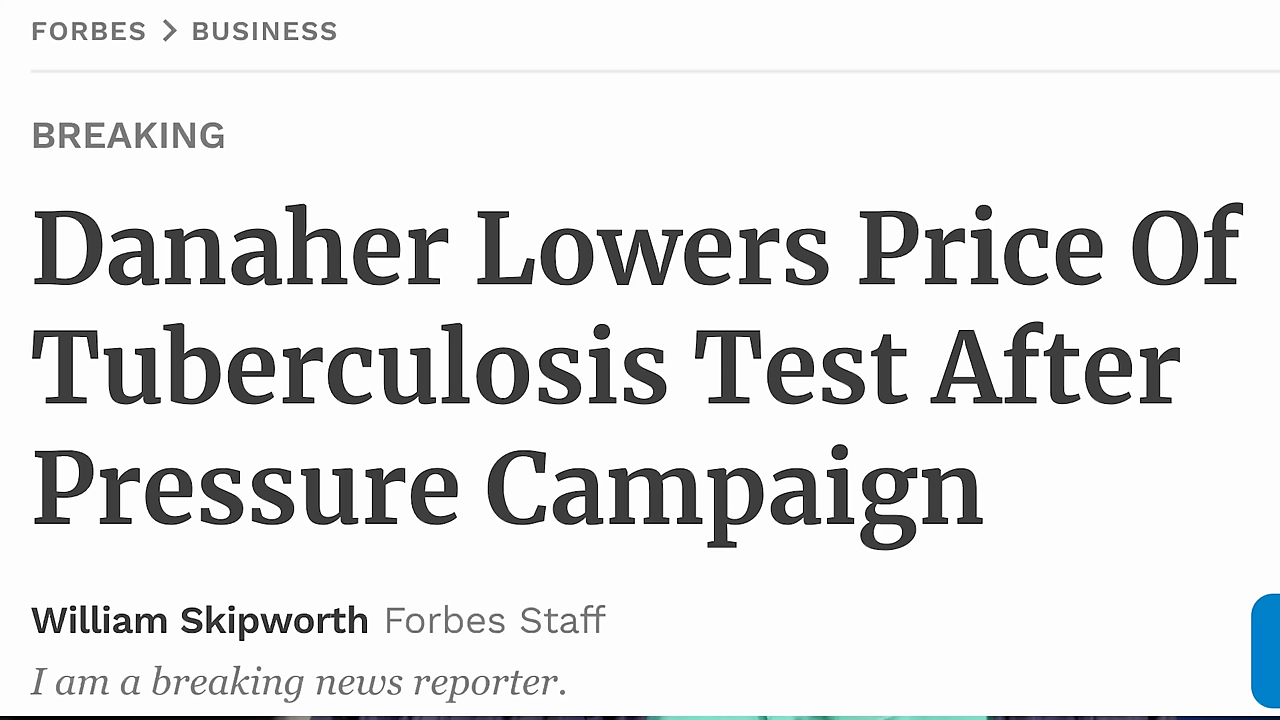 FORBES > BUSINESS
BREAKING
Danaher Lowers Price Of
Tuberculosis Test After
Pressure Campaign
William Skipworth Forbes Staff
I am a breaking news reporter.